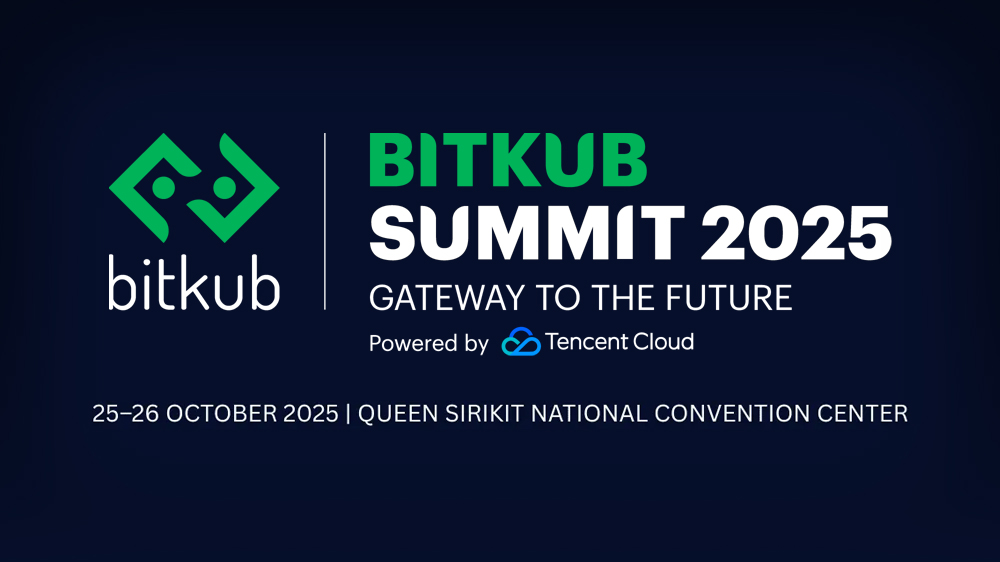 bitkub
BITKUB
SUMMIT 2025
GATEWAY TO THE FUTURE
Powered by Tencent Cloud
25–26 OCTOBER 2025 | QUEEN SIRIKIT NATIONAL CONVENTION CENTER